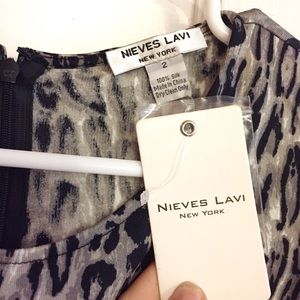 NIEVES LAVI
NEW YORK
2
100% Silk
Made in China
Dry Clean Only
NIEVES LAVI
NEW YORK